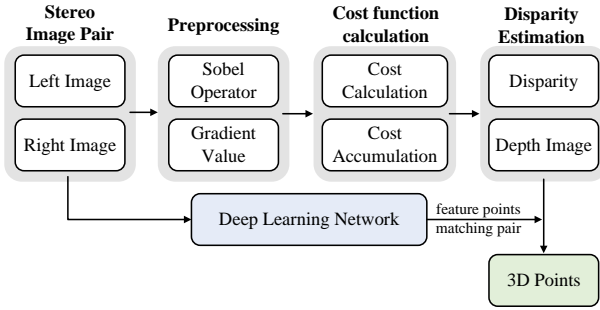 Stereo
Image Pair
Preprocessing
Cost function
calculation
Disparity
Estimation
Left Image
Right Image
Sobel
Operator
Gradient
Value
Cost
Calculation
Cost
Accumulation
Disparity
Depth Image
Deep Learning Network
feature points
matching pair
3D Points